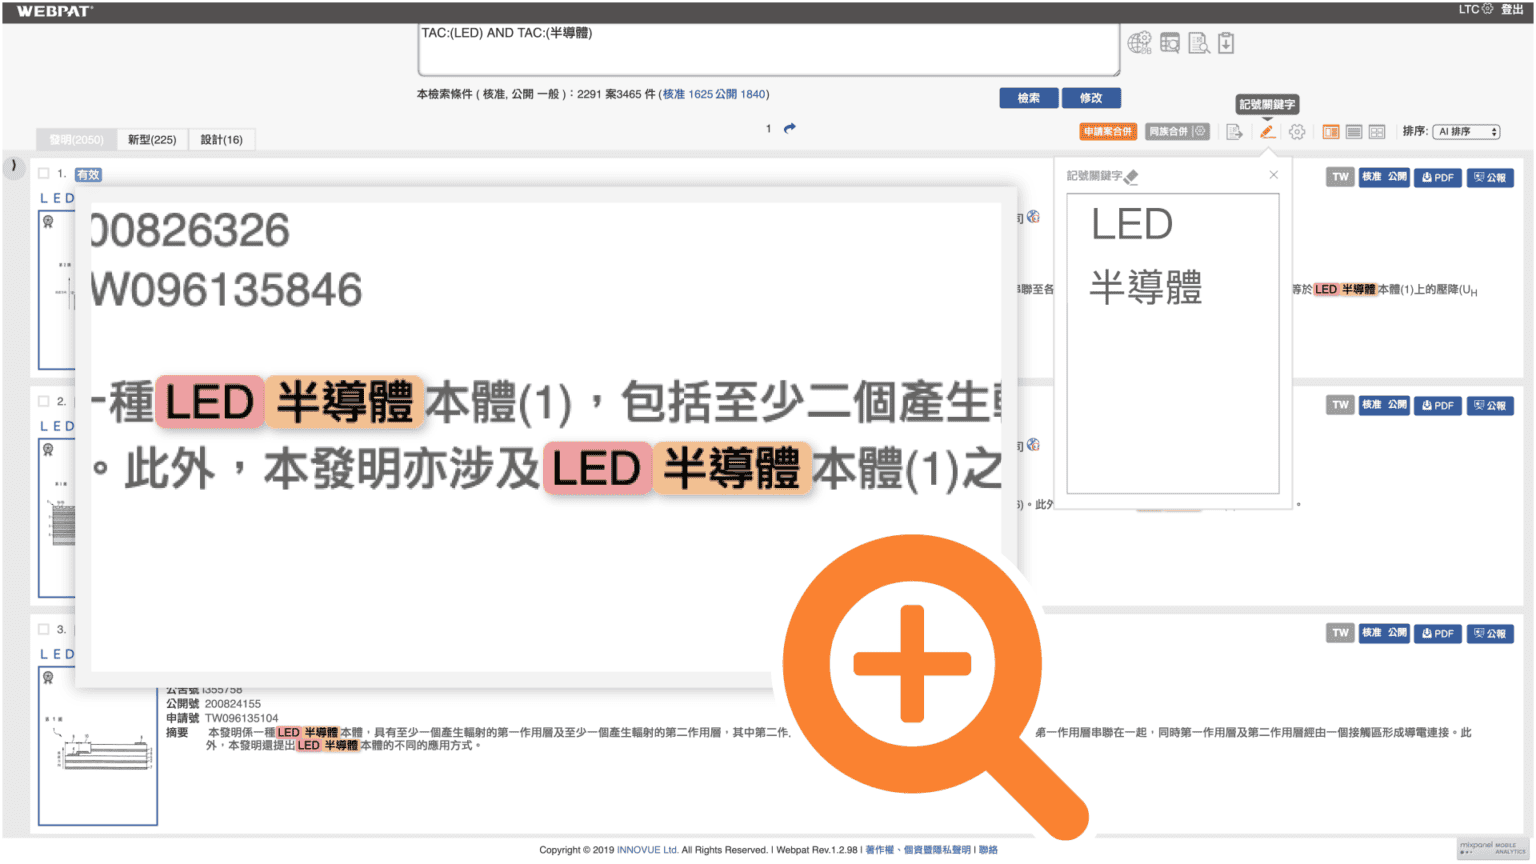 WEBPAT
LTC 登出
TAC:(LED) AND TAC:(半導體)
本檢索條件 ( 核准, 公開 一般 )：2291 案3465 件 (核准 1625 公開 1840)
檢索 修改
記號關鍵字
1
發明(2050) 新型(225) 設計(16)
申請案合併 同族合併 排序: AI 排序
1. 有效
記號關鍵字 ×
LED
半導體
TW 核准 公開 PDF 公報
LED
00826326
W096135846
一種 LED 半導體本體(1)，包括至少二個產生
。此外，本發明亦涉及 LED 半導體本體(1)之
司
串聯至各
等於 LED 半導體本體(1)上的壓降(UH
2.
TW 核准 公開 PDF 公報
LED
司
。此外
。
3.
TW 核准 公開 PDF 公報
LED
公告號 I355758
公開號 200824155
申請號 TW096135104
摘要 本發明係一種 LED 半導體本體，具有至少一個產生輻射的第一作用層及至少一個產生輻射的第二作用層，其中第二作 第一作用層串聯在一起，同時第一作用層及第二作用層經由一個接觸區形成導電連接。此
外，本發明還提出 LED 半導體本體的不同的應用方式。
Copyright © 2019 INNOVUE Ltd. All Rights Reserved. I Webpat Rev.1.2.98 I 著作權、個資暨隱私聲明 I 聯絡
mixpanel MOBILE ANALYTICS